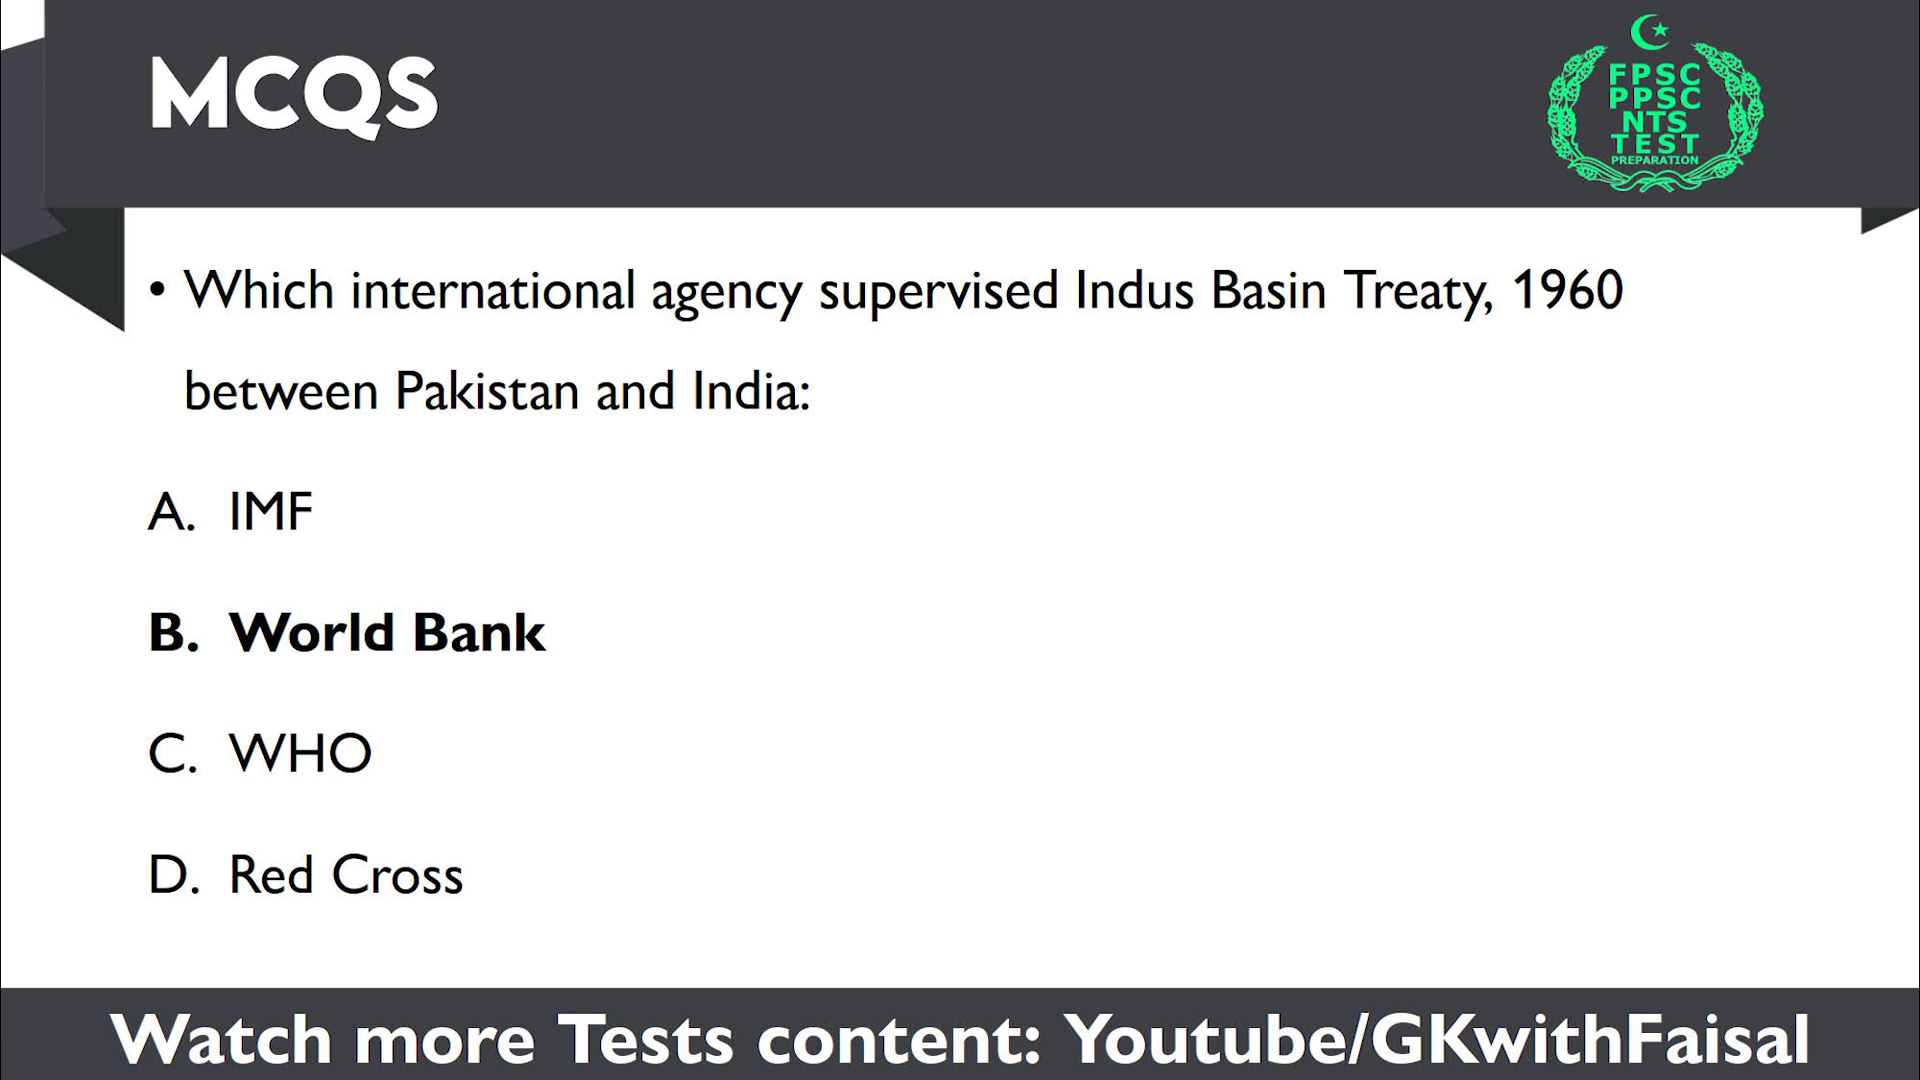 MCQS
FPSC
PPSC
NTS
TEST
PREPARATION
• Which international agency supervised Indus Basin Treaty, 1960
between Pakistan and India:
A. IMF
B. World Bank
C. WHO
D. Red Cross
Watch more Tests content: Youtube/GKwithFaisal